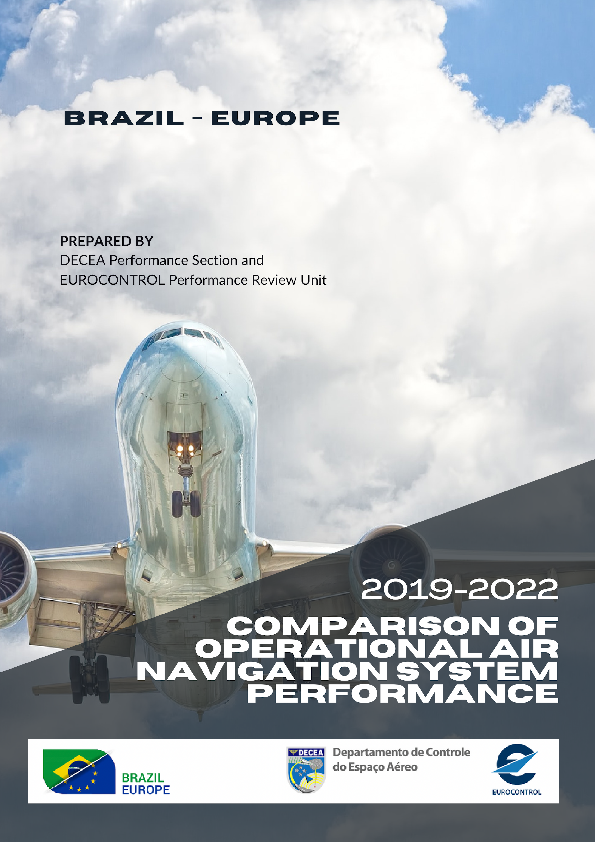 BRAZIL - EUROPE
PREPARED BY
DECEA Performance Section and
EUROCONTROL Performance Review Unit
2019-2022
COMPARISON OF
OPERATIONAL AIR
NAVIGATION SYSTEM
PERFORMANCE
BRAZIL
EUROPE
DECEA
Departamento de Controle
do Espaço Aéreo
EUROCONTROL